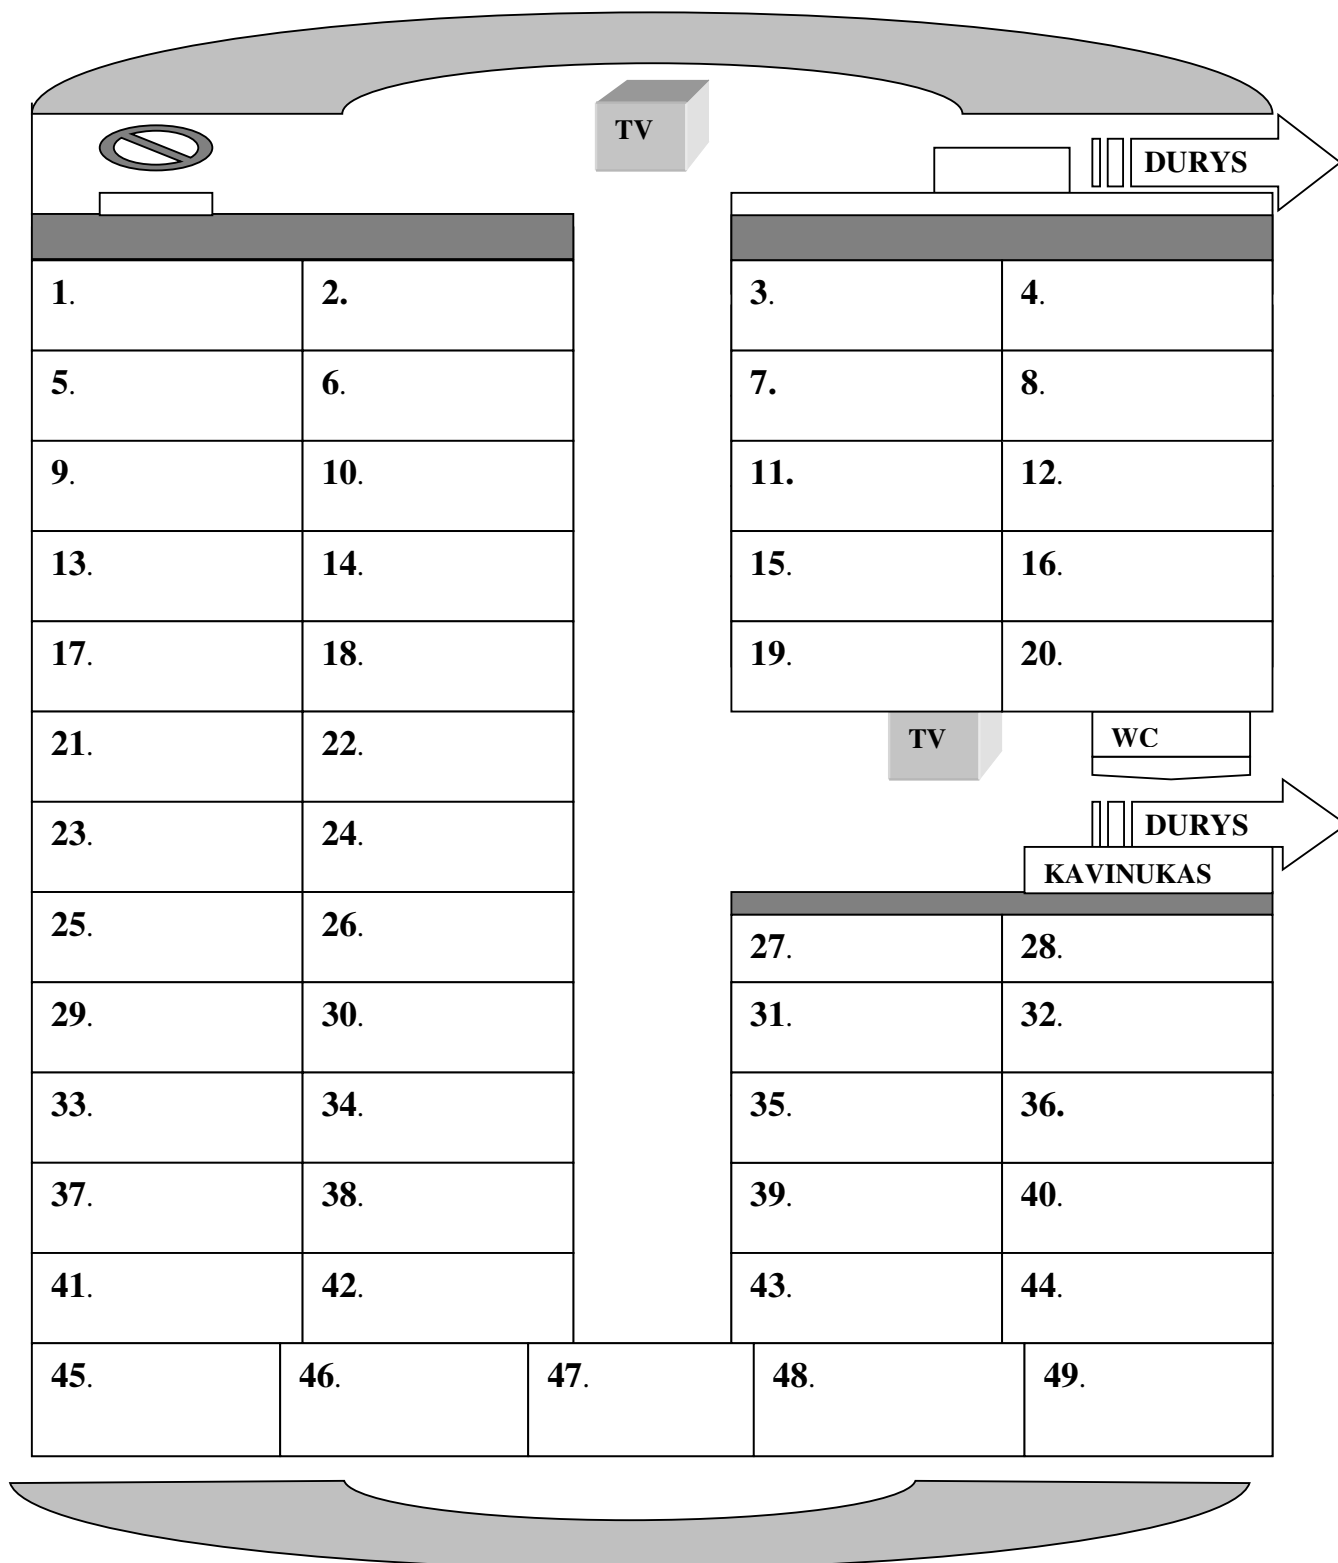 TV
DURYS
1. 2. 3. 4.
5. 6. 7. 8.
9. 10. 11. 12.
13. 14. 15. 16.
17. 18. 19. 20.
21. 22. TV WC
23. 24. DURYS
KAVINUKAS
25. 26. 27. 28.
29. 30. 31. 32.
33. 34. 35. 36.
37. 38. 39. 40.
41. 42. 43. 44.
45. 46. 47. 48. 49.